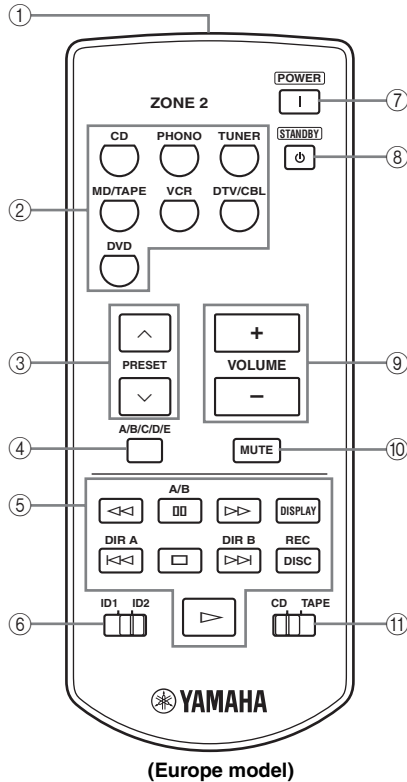 ①
POWER
ZONE 2
⑦
STANDBY
CD PHONO TUNER
⑧
②
MD/TAPE VCR DTV/CBL
DVD
③
+
PRESET
VOLUME
⑨
−
A/B/C/D/E
④
MUTE
⑩
A/B
⑤
DISPLAY
DIR A DIR B REC
DISC
ID1 ID2
CD TAPE
⑥
⑪
YAMAHA
(Europe model)